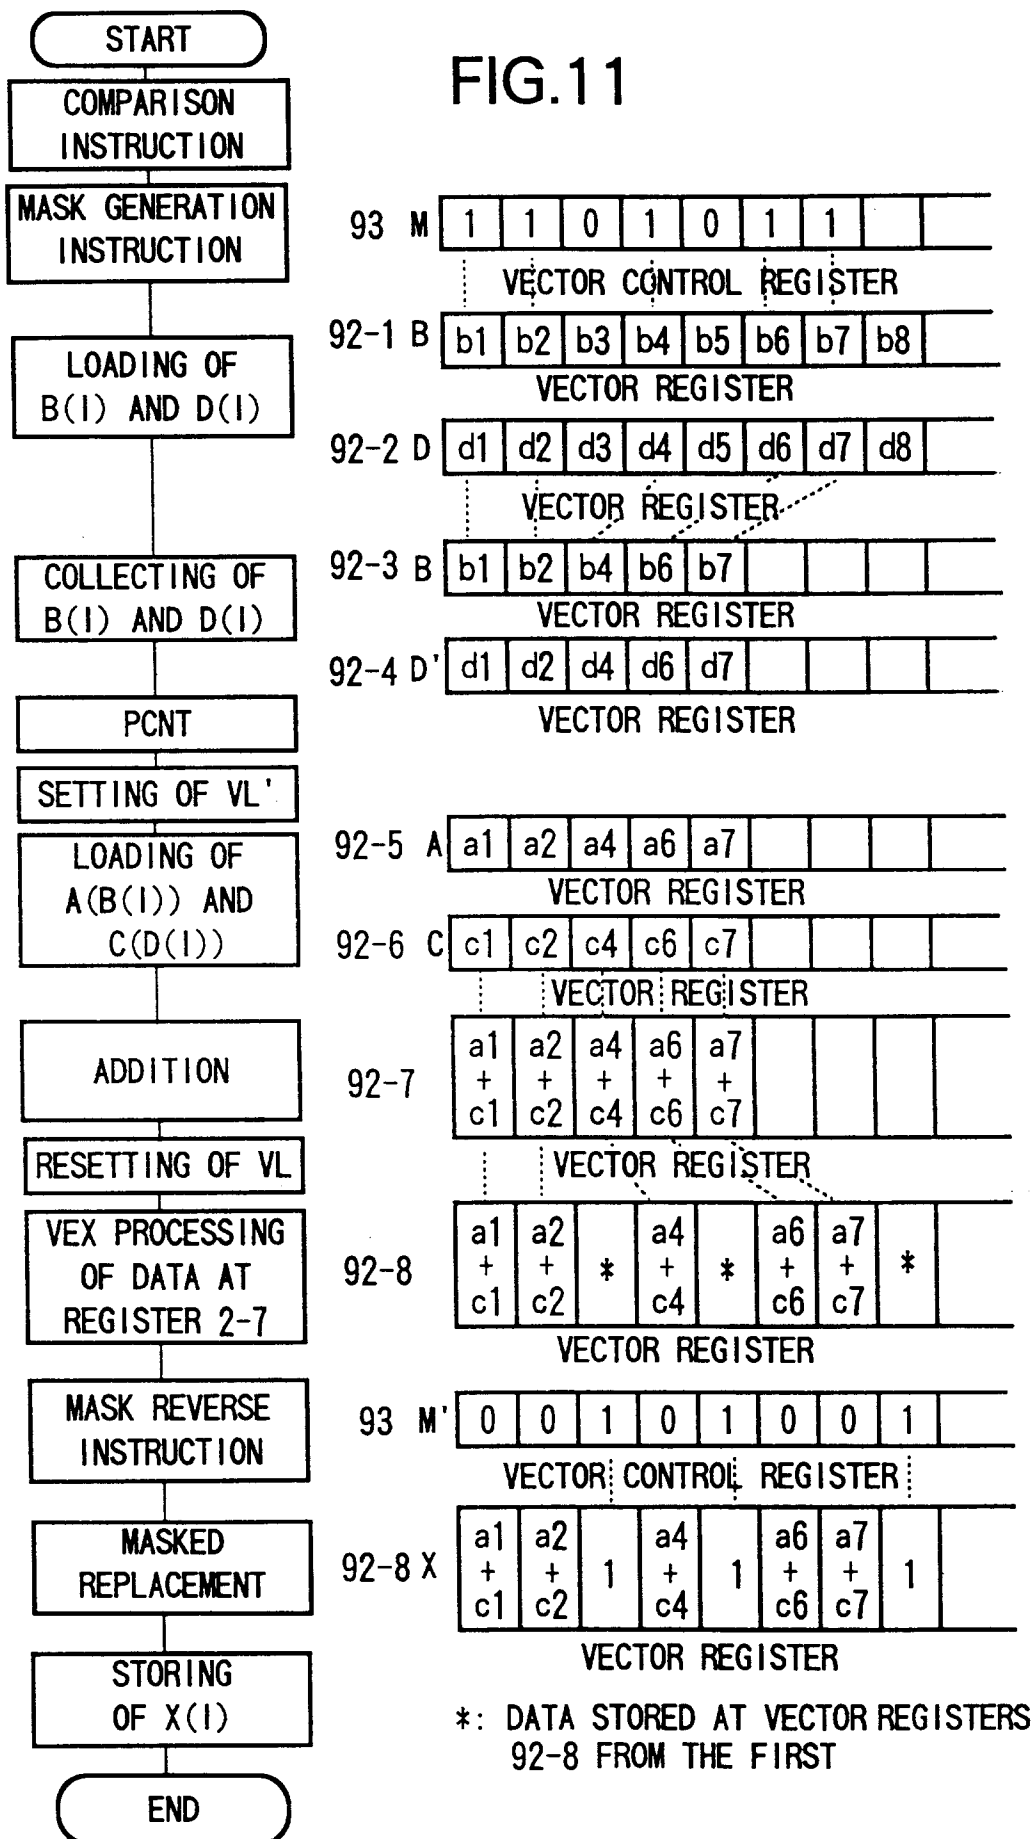 START
FIG.11
COMPARISON
INSTRUCTION
MASK GENERATION
INSTRUCTION
93 M 1 1 0 1 0 1 1
VECTOR CONTROL REGISTER
LOADING OF
B(I) AND D(I)
92-1 B b1 b2 b3 b4 b5 b6 b7 b8
VECTOR REGISTER
92-2 D d1 d2 d3 d4 d5 d6 d7 d8
VECTOR REGISTER
COLLECTING OF
B(I) AND D(I)
92-3 B b1 b2 b4 b6 b7
VECTOR REGISTER
92-4 D' d1 d2 d4 d6 d7
VECTOR REGISTER
PCNT
SETTING OF VL'
LOADING OF
A(B(I)) AND
C(D(I))
92-5 A a1 a2 a4 a6 a7
VECTOR REGISTER
92-6 C c1 c2 c4 c6 c7
VECTOR REGISTER
ADDITION
92-7
a1 a2 a4 a6 a7
+ + + + +
c1 c2 c4 c6 c7
VECTOR REGISTER
RESETTING OF VL
VEX PROCESSING
OF DATA AT
REGISTER 2-7
92-8
a1 a2 a4 a6 a7
+ + * + * + + *
c1 c2 c4 c6 c7
VECTOR REGISTER
MASK REVERSE
INSTRUCTION
93 M' 0 0 1 0 1 0 0 1
VECTOR CONTROL REGISTER
MASKED
REPLACEMENT
92-8 X
a1 a2 a4 a6 a7
+ + 1 + 1 + + 1
c1 c2 c4 c6 c7
VECTOR REGISTER
STORING
OF X(I)
*: DATA STORED AT VECTOR REGISTERS
92-8 FROM THE FIRST
END